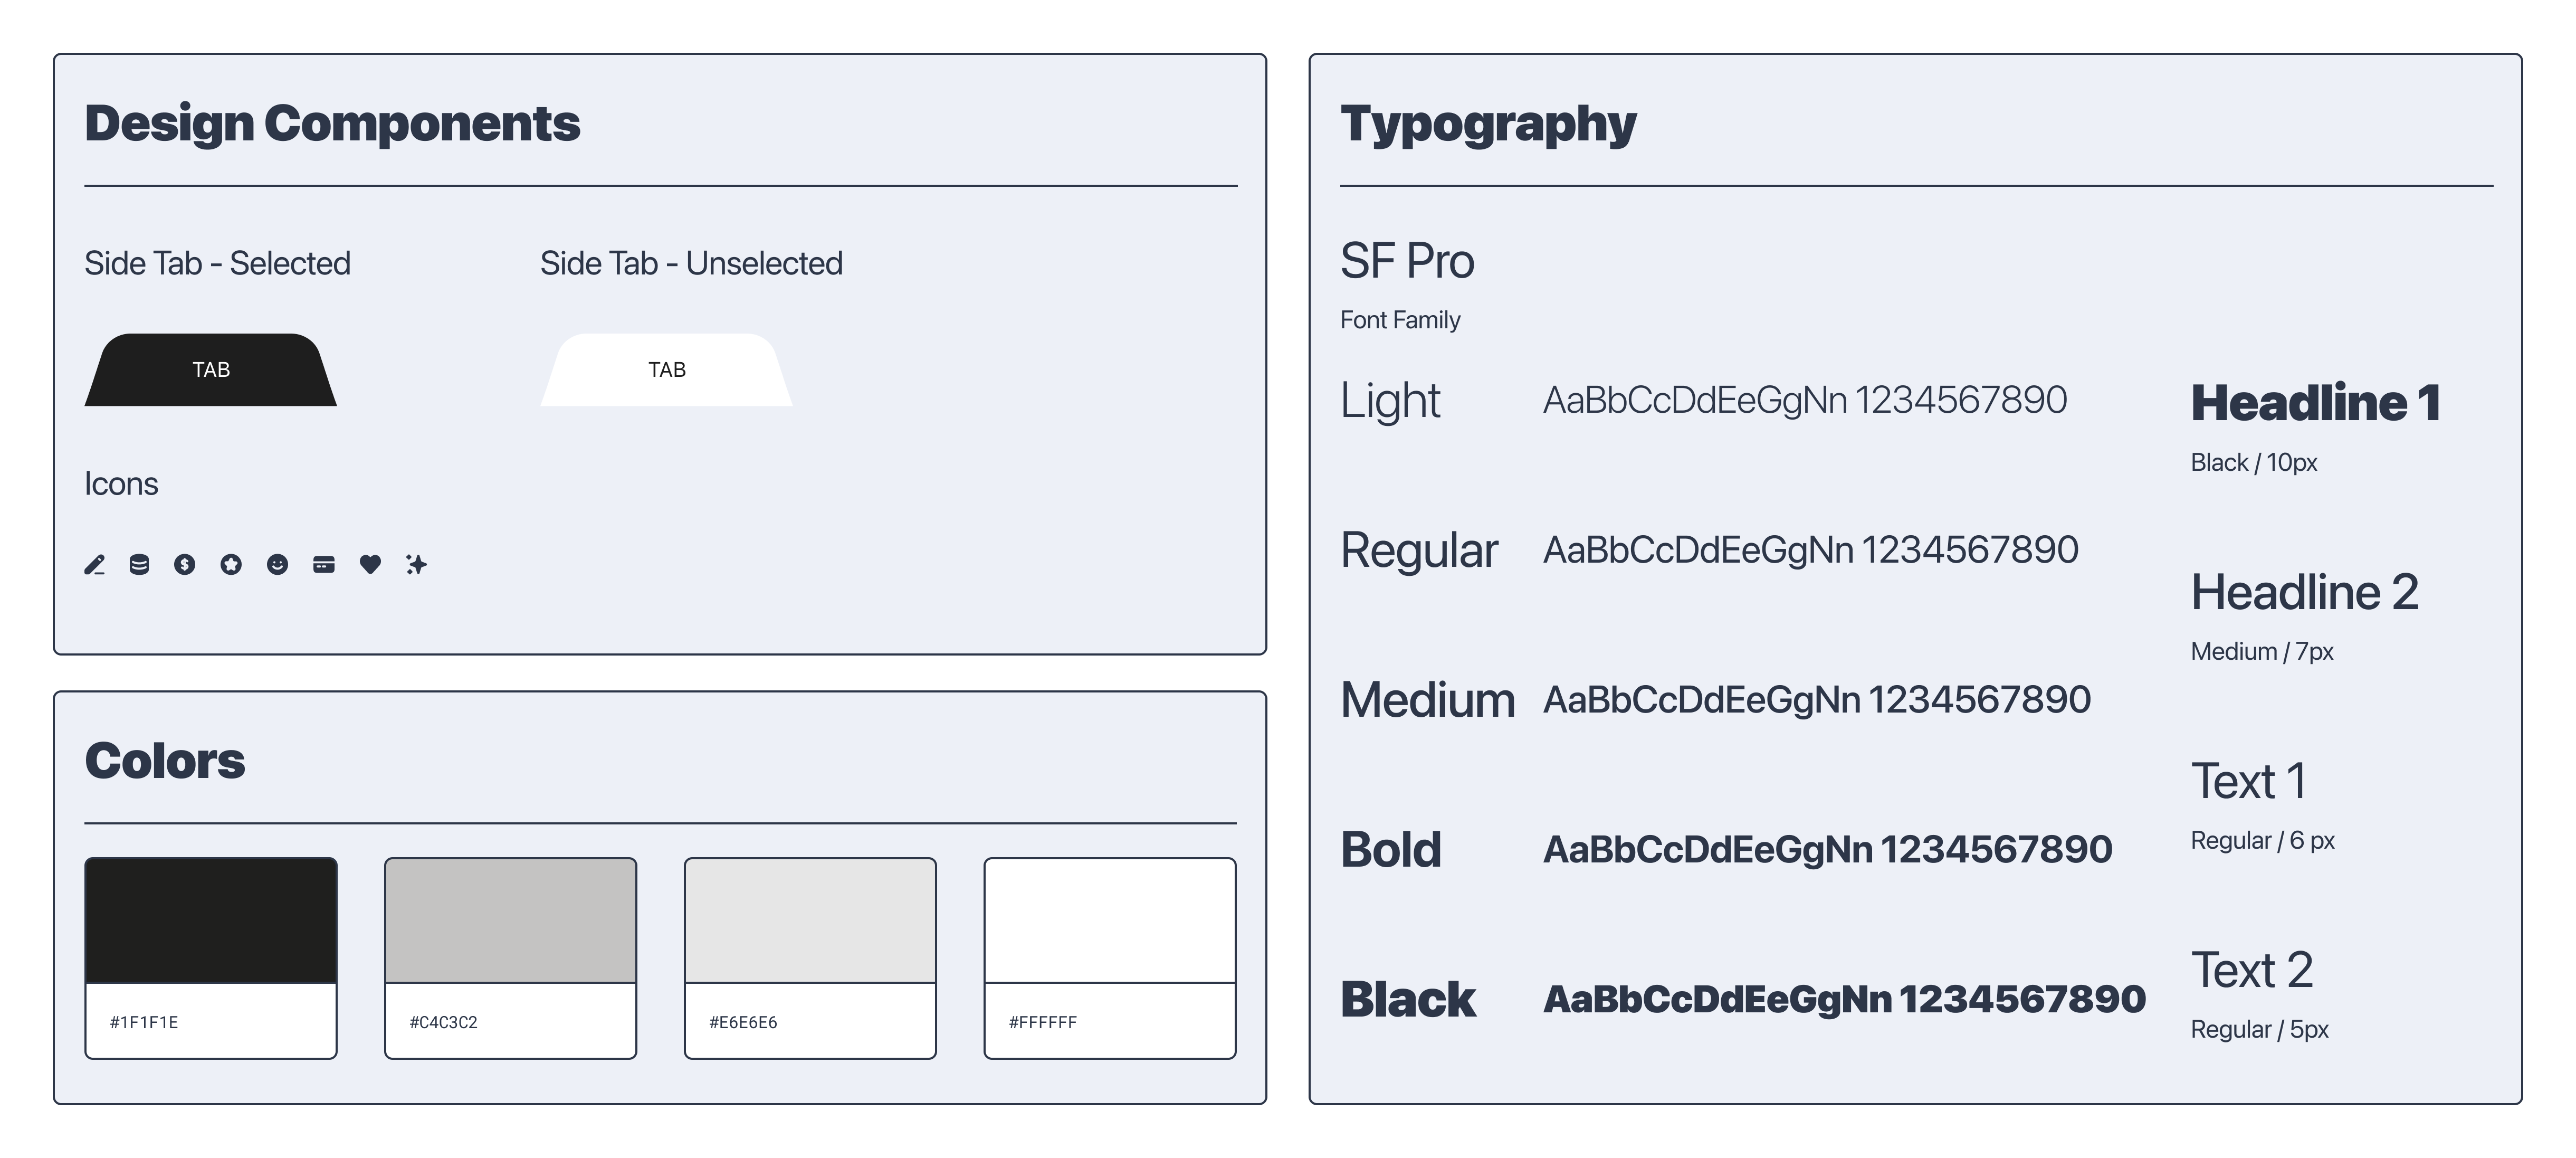 Design Components
Side Tab - Selected
Side Tab - Unselected
TAB
TAB
Icons
Colors
#1F1F1E
#C4C3C2
#E6E6E6
#FFFFFF
Typography
SF Pro
Font Family
Light
AaBbCcDdEeGgNn 1234567890
Regular
AaBbCcDdEeGgNn 1234567890
Medium
AaBbCcDdEeGgNn 1234567890
Bold
AaBbCcDdEeGgNn 1234567890
Black
AaBbCcDdEeGgNn 1234567890
Headline 1
Black / 10px
Headline 2
Medium / 7px
Text 1
Regular / 6 px
Text 2
Regular / 5px